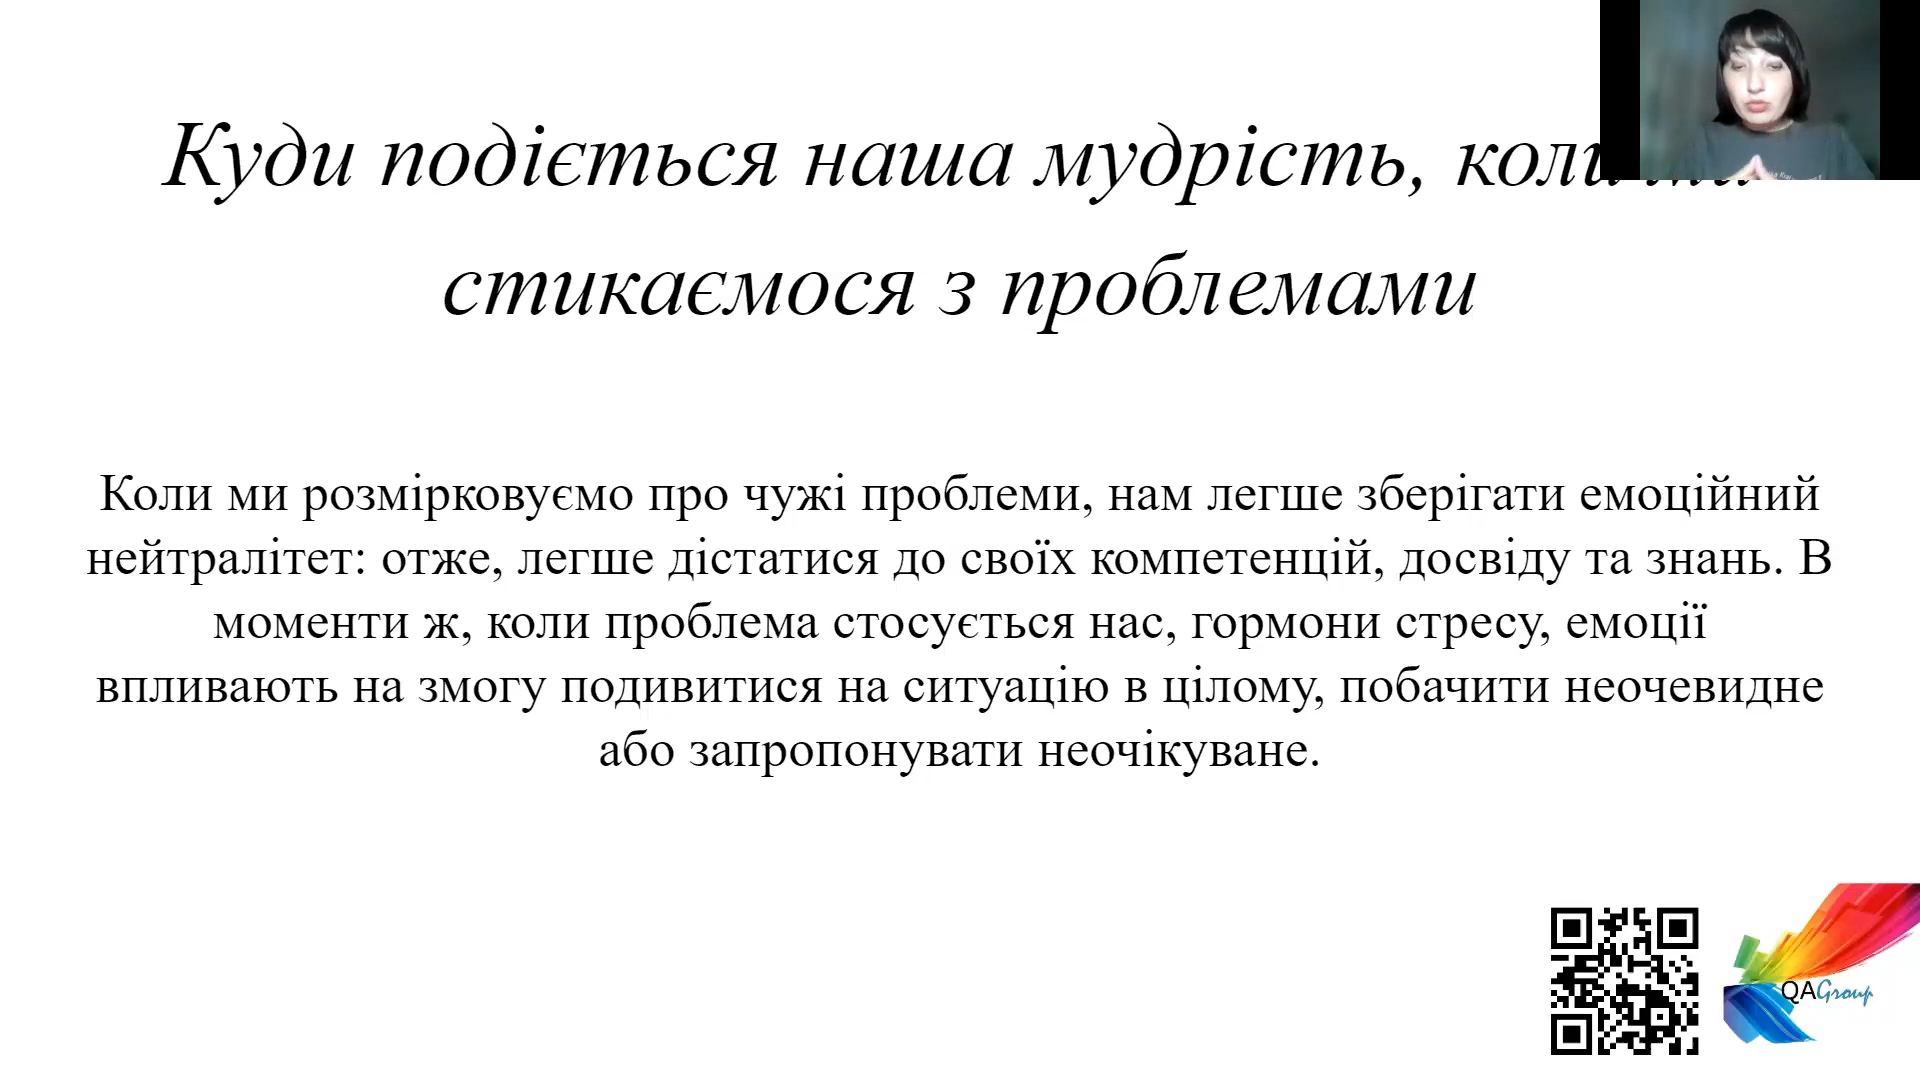 Куди подіється наша мудрість, коли ми
стикаємося з проблемами
Коли ми розмірковуємо про чужі проблеми, нам легше зберігати емоційний
нейтралітет: отже, легше дістатися до своїх компетенцій, досвіду та знань. В
моменти ж, коли проблема стосується нас, гормони стресу, емоції
впливають на змогу подивитися на ситуацію в цілому, побачити неочевидне
або запропонувати неочікуване.
QAGroup